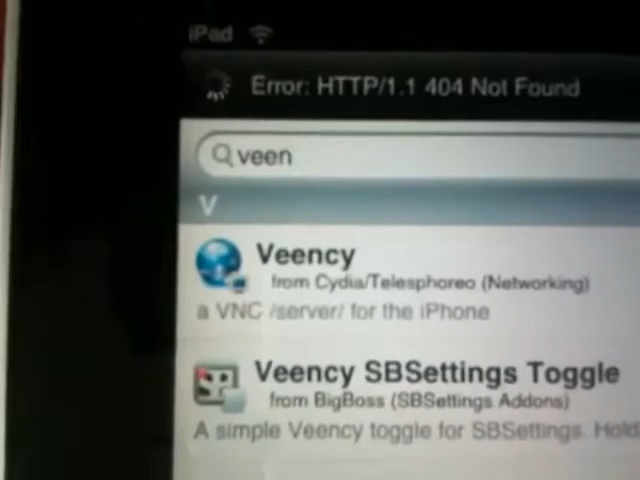 iPad
Error: HTTP/1.1 404 Not Found
veen
V
Veency
from Cydia/Telesphoreo (Networking)
a VNC /server/ for the iPhone
Veency SBSettings Toggle
from BigBoss (SBSettings Addons)
A simple Veency toggle for SBSettings. Hold